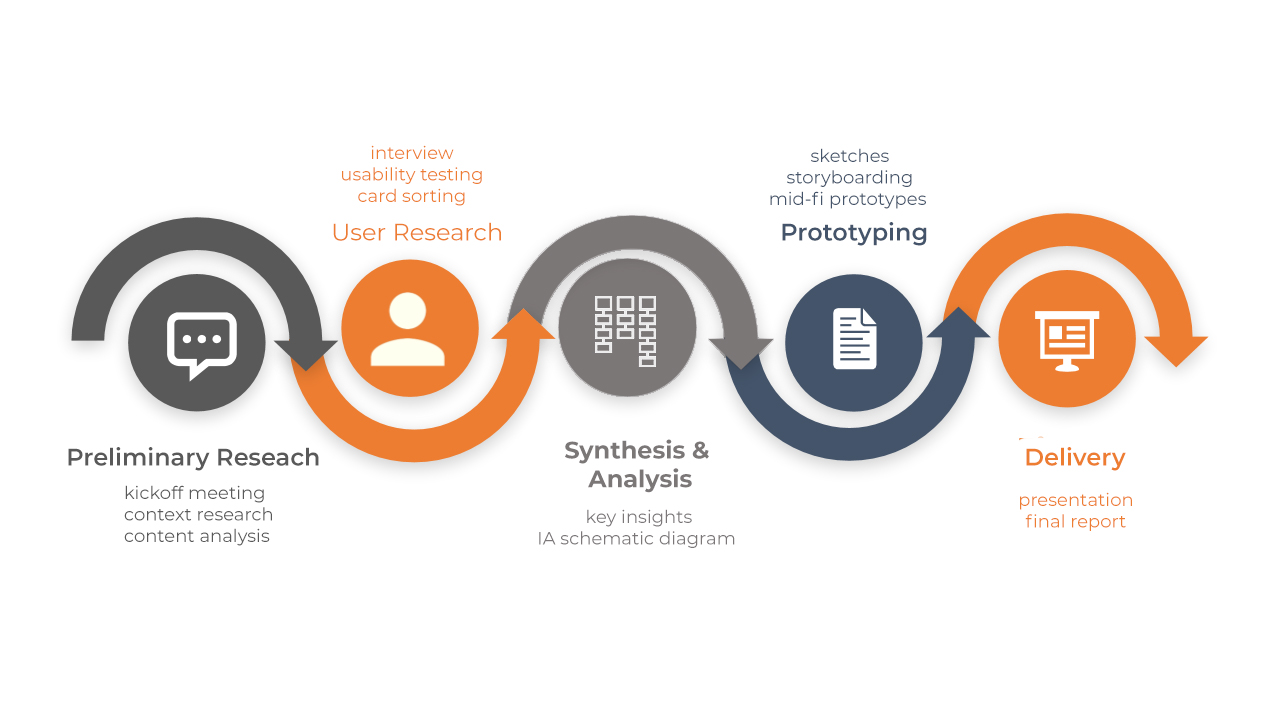 Preliminary Reseach
kickoff meeting
context research
content analysis
interview
usability testing
card sorting
User Research
Synthesis &
Analysis
key insights
IA schematic diagram
sketches
storyboarding
mid-fi prototypes
Prototyping
Delivery
presentation
final report